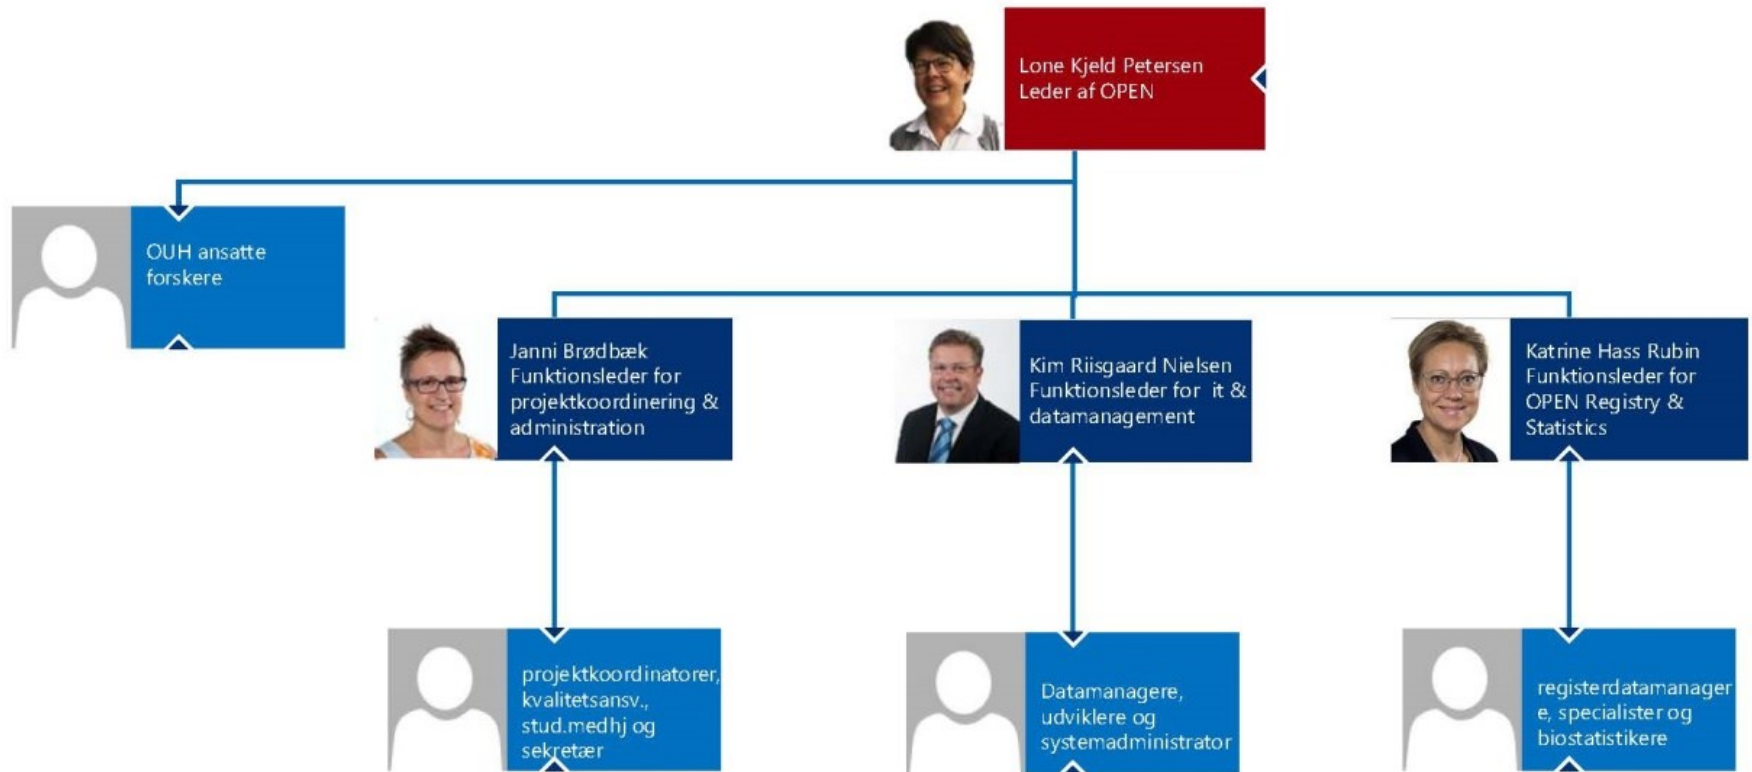 Lone Kjeld Petersen
Leder af OPEN
OUH ansatte
forskere
Janni Brødbæk
Funktionsleder for
projektkoordinering &
administration
Kim Riisgaard Nielsen
Funktionsleder for it &
datamanagement
Katrine Hass Rubin
Funktionsleder for
OPEN Registry &
Statistics
projektkoordinatorer,
kvalitetsansv.,
stud.medhj og
sekretær
Datamanagere,
udviklere og
systemadministrator
registerdatamanager
e, specialister og
biostatistikere